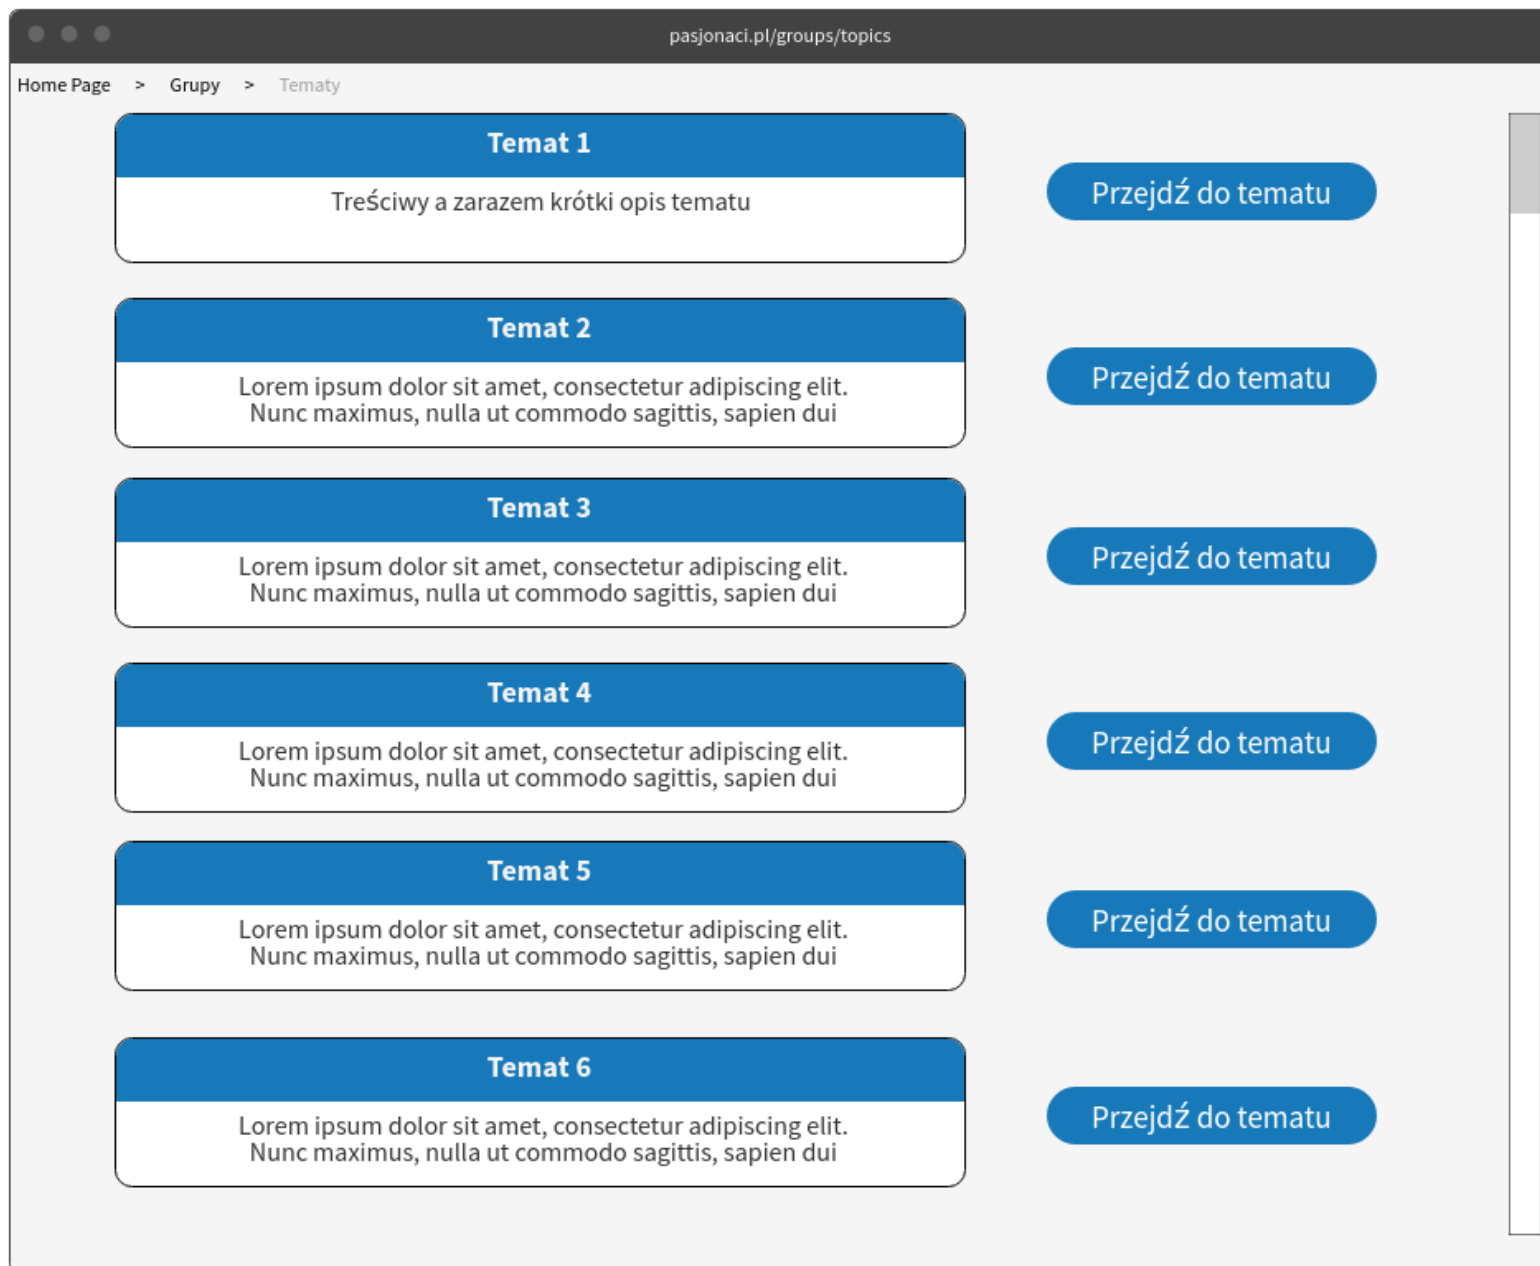 pasjonaci.pl/groups/topics
Home Page > Grupy > Tematy
Temat 1
Treściwy a zarazem krótki opis tematu
Przejdź do tematu
Temat 2
Lorem ipsum dolor sit amet, consectetur adipiscing elit.
Nunc maximus, nulla ut commodo sagittis, sapien dui
Przejdź do tematu
Temat 3
Lorem ipsum dolor sit amet, consectetur adipiscing elit.
Nunc maximus, nulla ut commodo sagittis, sapien dui
Przejdź do tematu
Temat 4
Lorem ipsum dolor sit amet, consectetur adipiscing elit.
Nunc maximus, nulla ut commodo sagittis, sapien dui
Przejdź do tematu
Temat 5
Lorem ipsum dolor sit amet, consectetur adipiscing elit.
Nunc maximus, nulla ut commodo sagittis, sapien dui
Przejdź do tematu
Temat 6
Lorem ipsum dolor sit amet, consectetur adipiscing elit.
Nunc maximus, nulla ut commodo sagittis, sapien dui
Przejdź do tematu